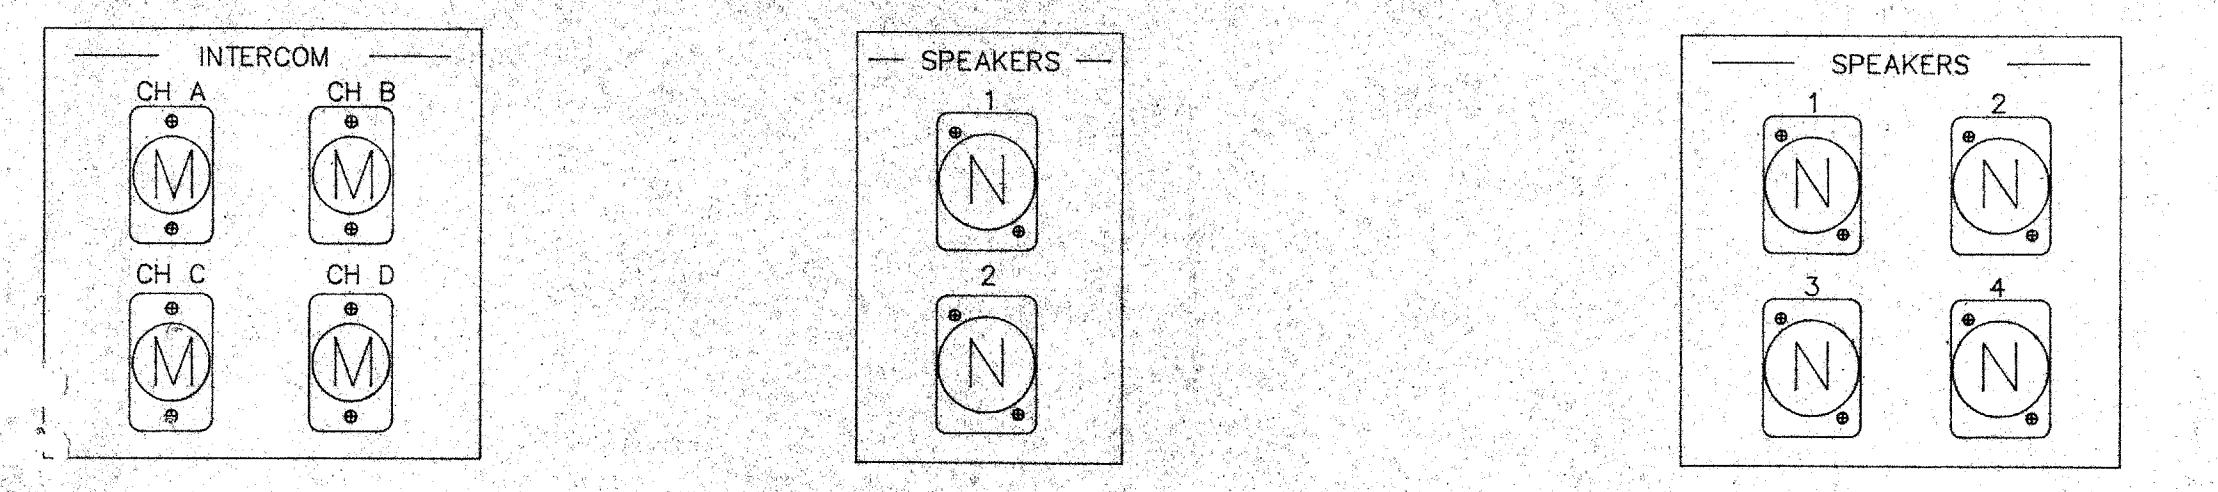 INTERCOM
CH A CH B
M M
CH C CH D
M M
SPEAKERS
1
N
2
N
SPEAKERS
1 2
N N
3 4
N N